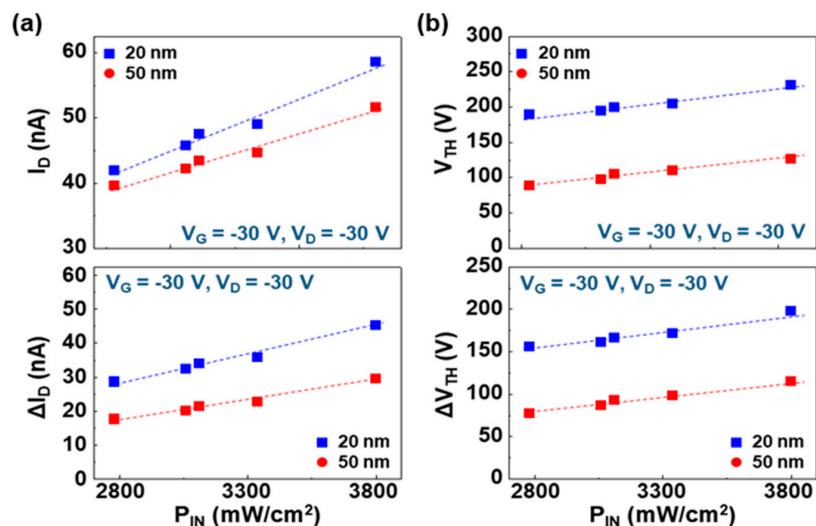 (a)
60
50
40
30
I_D (nA)
20 nm
50 nm
V_G = -30 V, V_D = -30 V
60
50
40
30
20
10
0
ΔI_D (nA)
V_G = -30 V, V_D = -30 V
20 nm
50 nm
2800 3300 3800
P_IN (mW/cm²)
(b)
300
250
200
150
100
50
0
V_TH (V)
20 nm
50 nm
V_G = -30 V, V_D = -30 V
250
200
150
100
50
0
ΔV_TH (V)
V_G = -30 V, V_D = -30 V
20 nm
50 nm
2800 3300 3800
P_IN (mW/cm²)